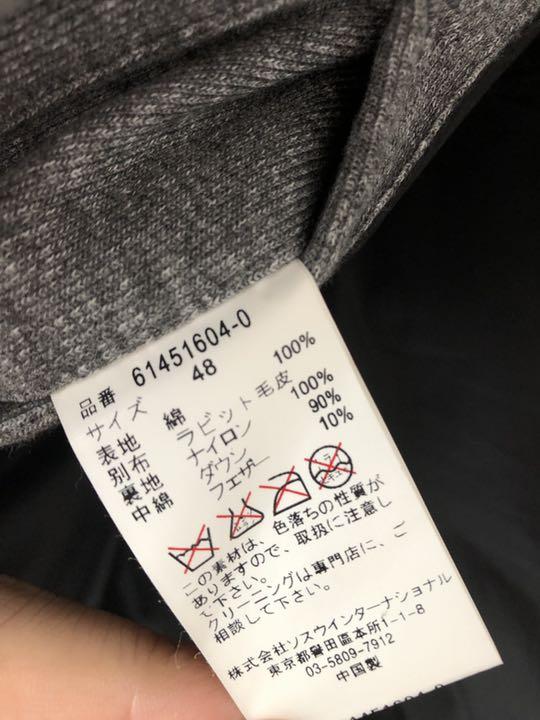 品番 61451604-0
サイズ 48
表地 綿 100%
別布 ラビット毛皮
裏地 ナイロン 100%
中綿 ダウン 90%
フエザー 10%
この素材は、色落ちの性質が
ありますので、取扱に注意し
て下さい。
クリーニングは専門店に、ご
相談して下さい。
株式会社ソスウインターナショナル
東京都誉田區本所1-1-8
03-5809-7912
中国製